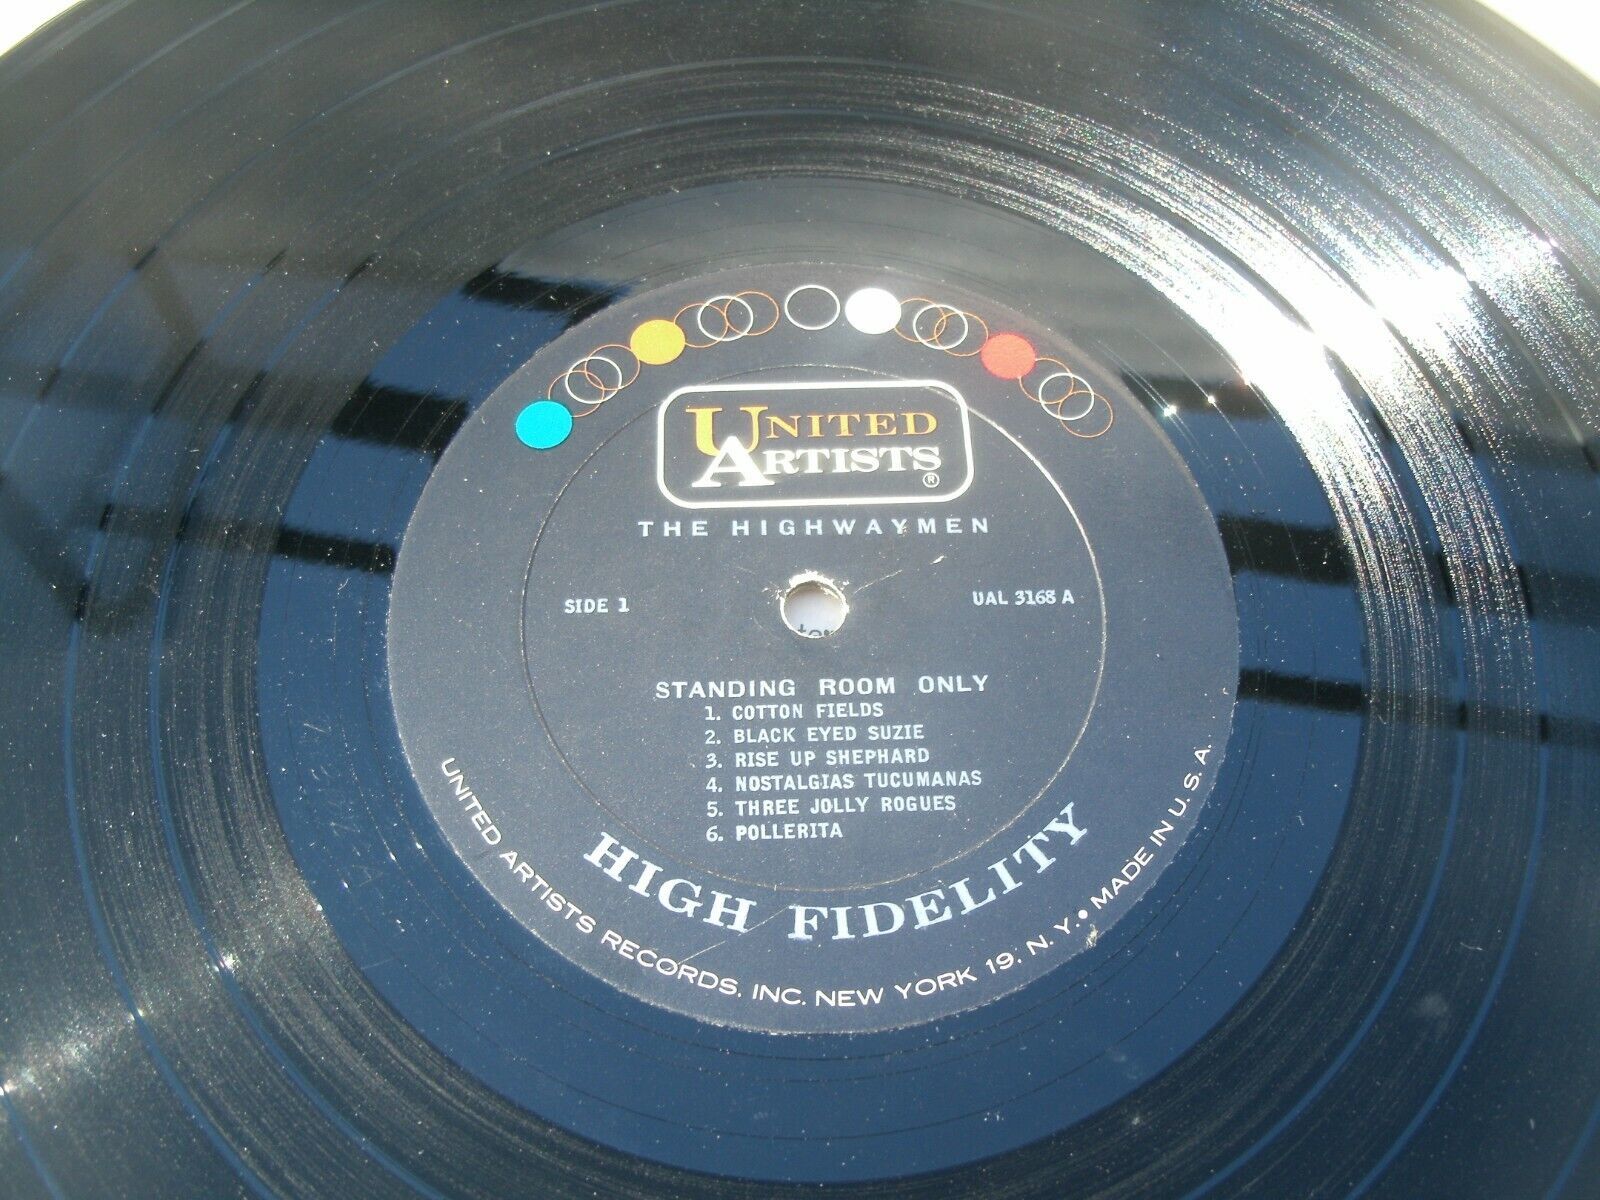 UNITED
ARTISTS
®
THE HIGHWAYMEN
SIDE 1
UAL 3168 A
STANDING ROOM ONLY
1. COTTON FIELDS
2. BLACK EYED SUZIE
3. RISE UP SHEPHARD
4. NOSTALGIAS TUCUMANAS
5. THREE JOLLY ROGUES
6. POLLERITA
HIGH FIDELITY
UNITED ARTISTS RECORDS, INC. NEW YORK 19, N.Y. • MADE IN U.S.A.